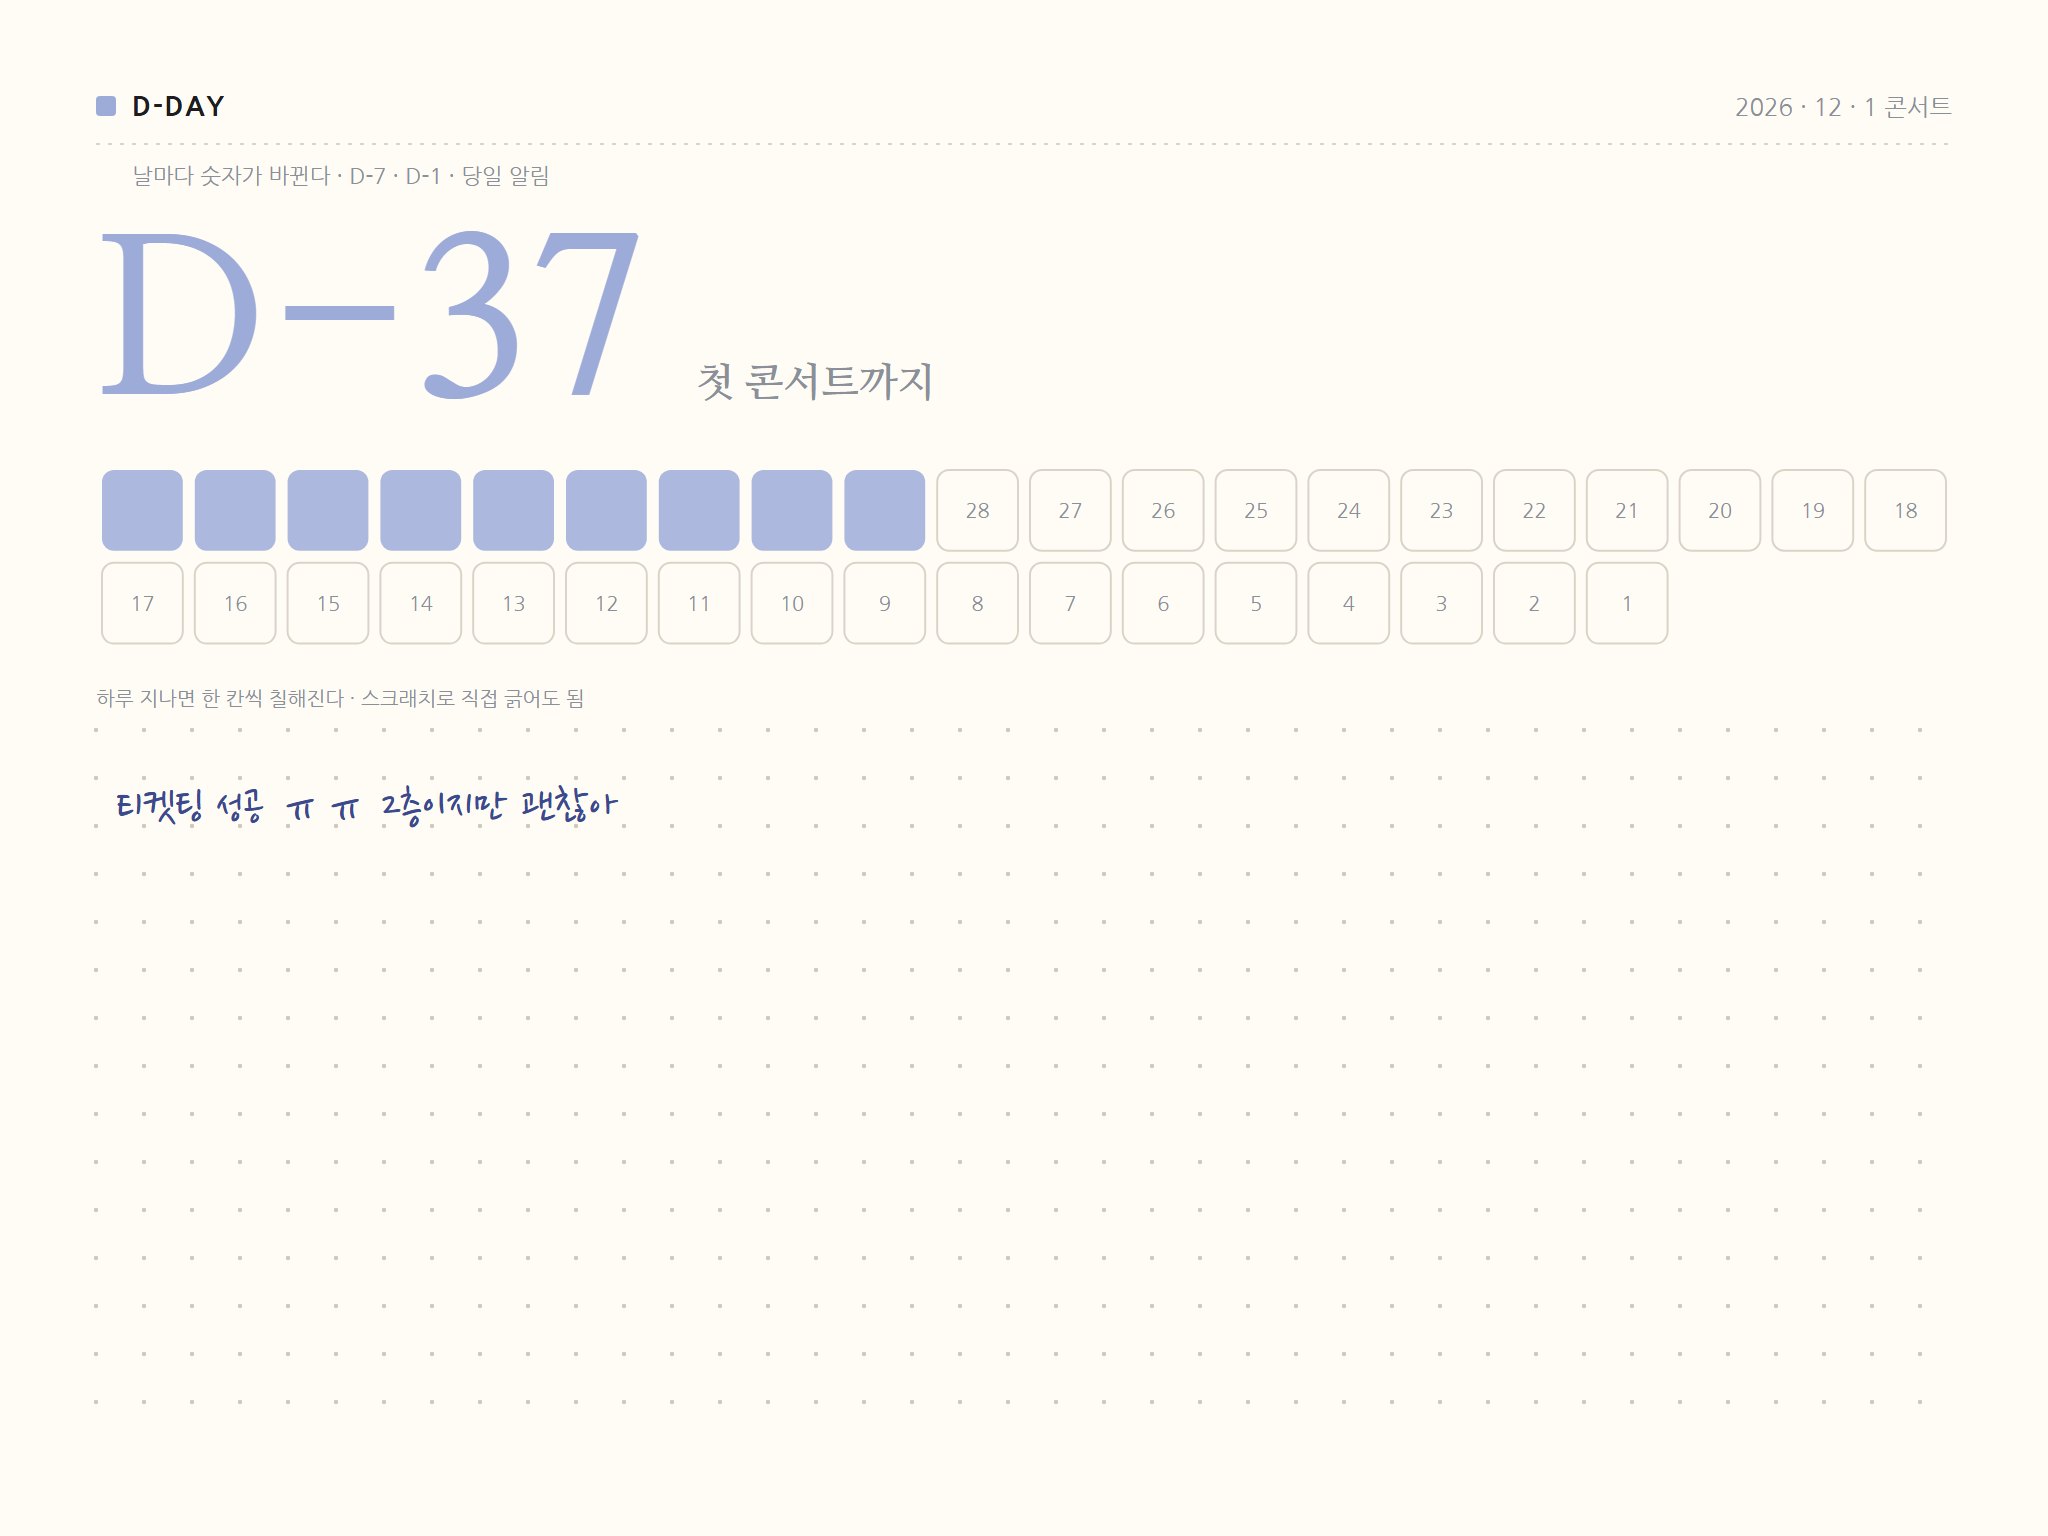 D-DAY
2026 · 12 · 1 콘서트
날마다 숫자가 바뀐다 · D-7 · D-1 · 당일 알림
D–37 첫 콘서트까지
28 27 26 25 24 23 22 21 20 19 18
17 16 15 14 13 12 11 10 9 8 7 6 5 4 3 2 1
하루 지나면 한 칸씩 칠해진다 · 스크래치로 직접 긁어도 됨
티켓팅 성공 ㅠㅠ 2층이지만 괜찮아